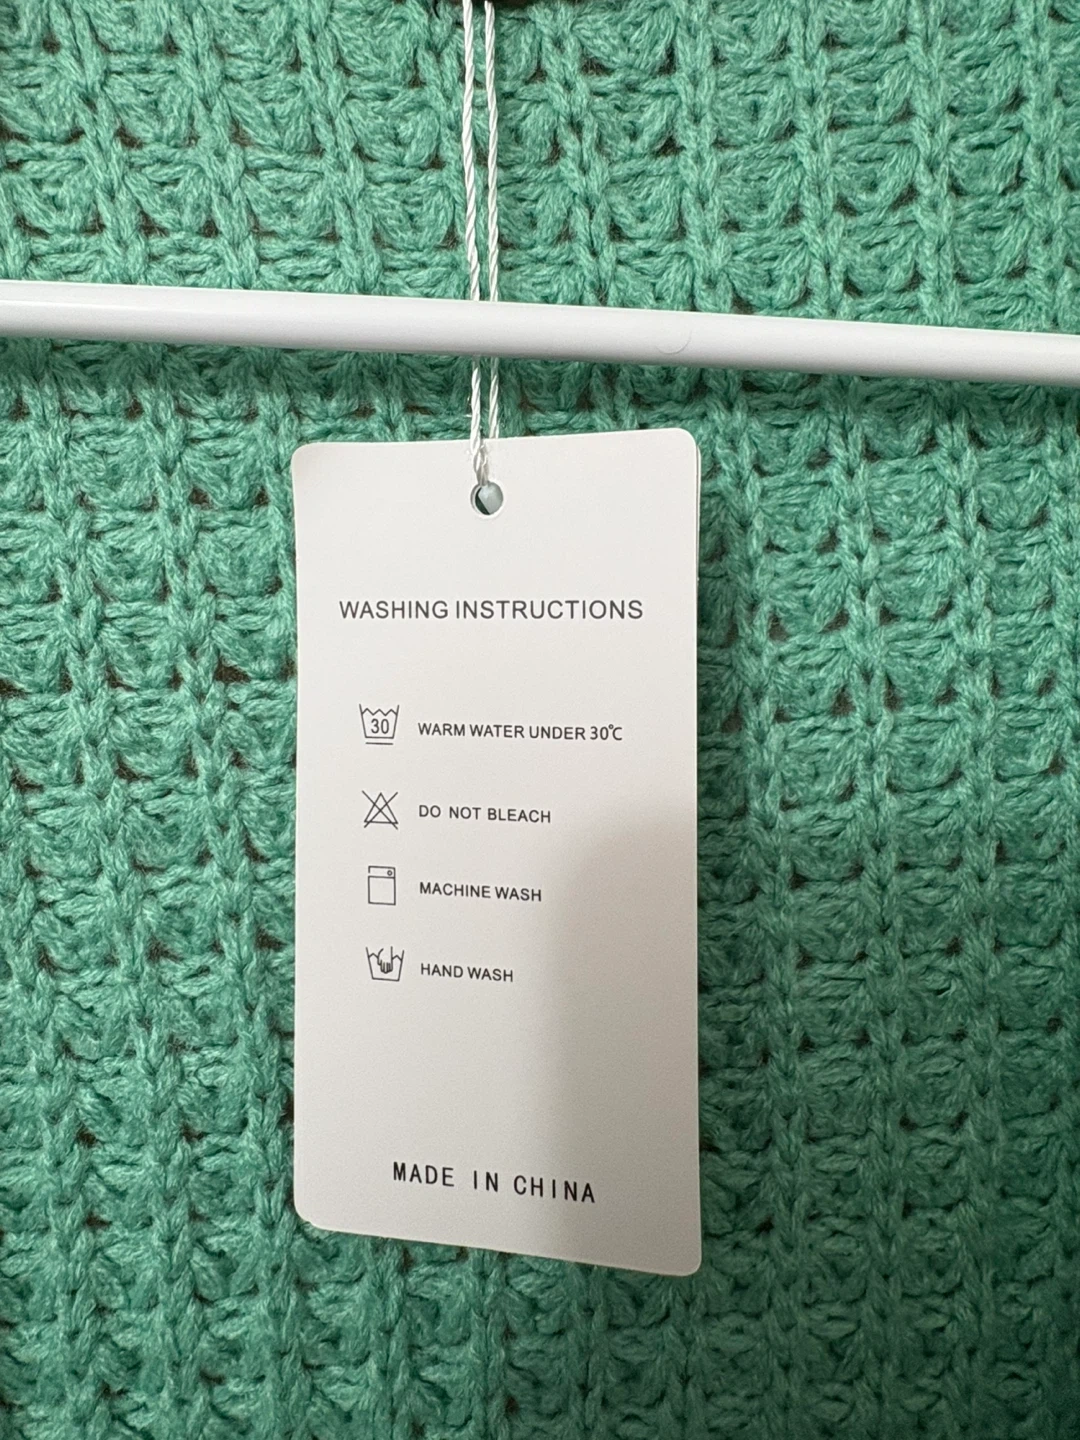 WASHING INSTRUCTIONS
30 WARM WATER UNDER 30℃
DO NOT BLEACH
MACHINE WASH
HAND WASH
MADE IN CHINA